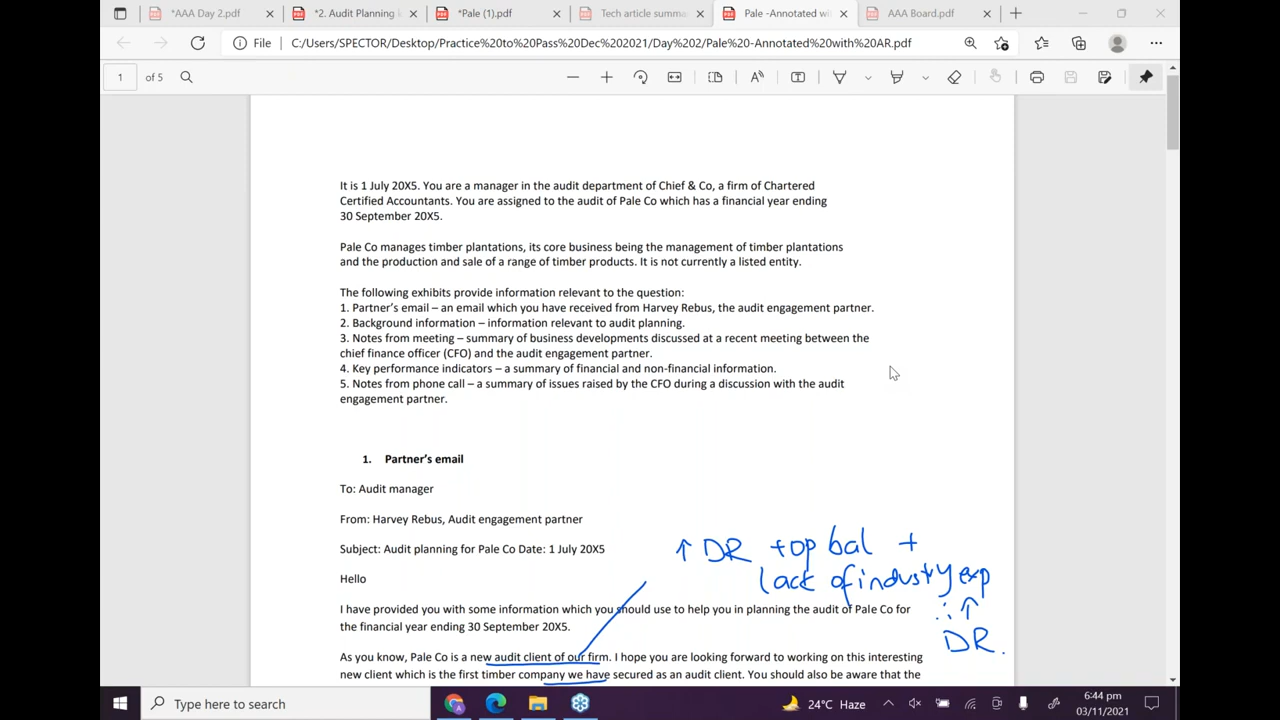 *AAA Day 2.pdf
*2. Audit Planning
*Pale (1).pdf
Tech article summa
Pale -Annotated wi
AAA Board.pdf
File
C:/Users/SPECTOR/Desktop/Practice%20to%20Pass%20Dec%202021/Day%202/Pale%20-Annotated%20with%20AR.pdf
1 of 5
It is 1 July 20X5. You are a manager in the audit department of Chief & Co, a firm of Chartered
Certified Accountants. You are assigned to the audit of Pale Co which has a financial year ending
30 September 20X5.
Pale Co manages timber plantations, its core business being the management of timber plantations
and the production and sale of a range of timber products. It is not currently a listed entity.
The following exhibits provide information relevant to the question:
1. Partner's email – an email which you have received from Harvey Rebus, the audit engagement partner.
2. Background information – information relevant to audit planning.
3. Notes from meeting – summary of business developments discussed at a recent meeting between the
chief finance officer (CFO) and the audit engagement partner.
4. Key performance indicators – a summary of financial and non-financial information.
5. Notes from phone call – a summary of issues raised by the CFO during a discussion with the audit
engagement partner.
1. Partner's email
To: Audit manager
From: Harvey Rebus, Audit engagement partner
Subject: Audit planning for Pale Co Date: 1 July 20X5
↑ DR + op bal +
lack of industry exp
∴ ↑
DR.
Hello
I have provided you with some information which you should use to help you in planning the audit of Pale Co for
the financial year ending 30 September 20X5.
As you know, Pale Co is a new audit client of our firm. I hope you are looking forward to working on this interesting
new client which is the first timber company we have secured as an audit client. You should also be aware that the
Type here to search
24°C Haze
6:44 pm
03/11/2021